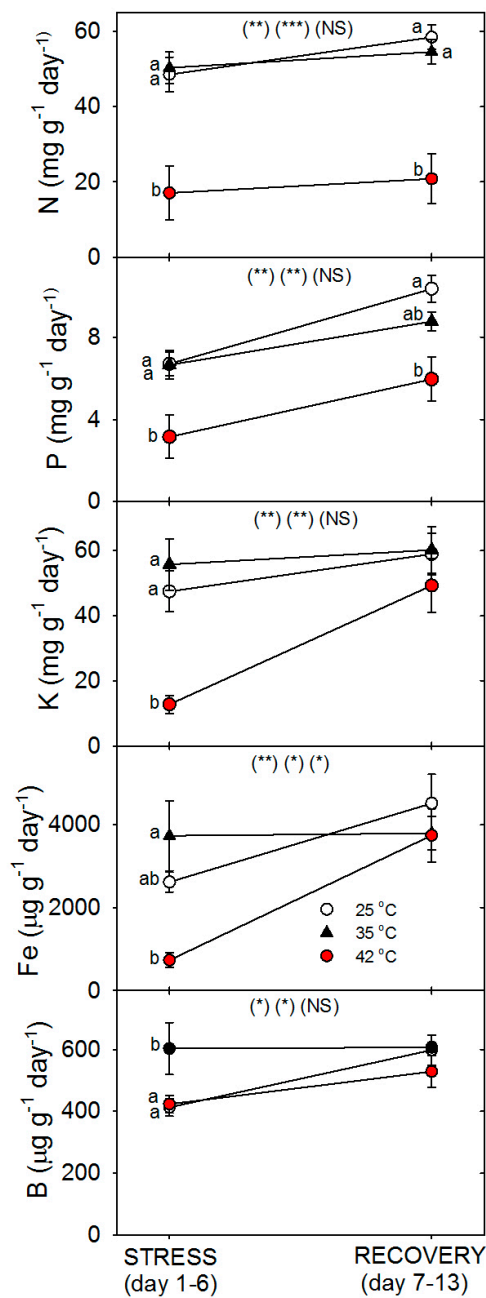 (**) (***) (NS)
N (mg g-1 day-1)
60
40
20
0
a
a
b
a
a
b
(**) (**) (NS)
P (mg g-1 day-1)
8
4
0
a
a
b
a
ab
b
(**) (**) (NS)
K (mg g-1 day-1)
60
40
20
0
a
a
b
(**) (*) (*)
Fe (µg g-1 day-1)
4000
2000
0
a
ab
b
25 °C
35 °C
42 °C
(*) (*) (NS)
B (µg g-1 day-1)
600
400
200
0
b
a
a
STRESS
(day 1-6)
RECOVERY
(day 7-13)